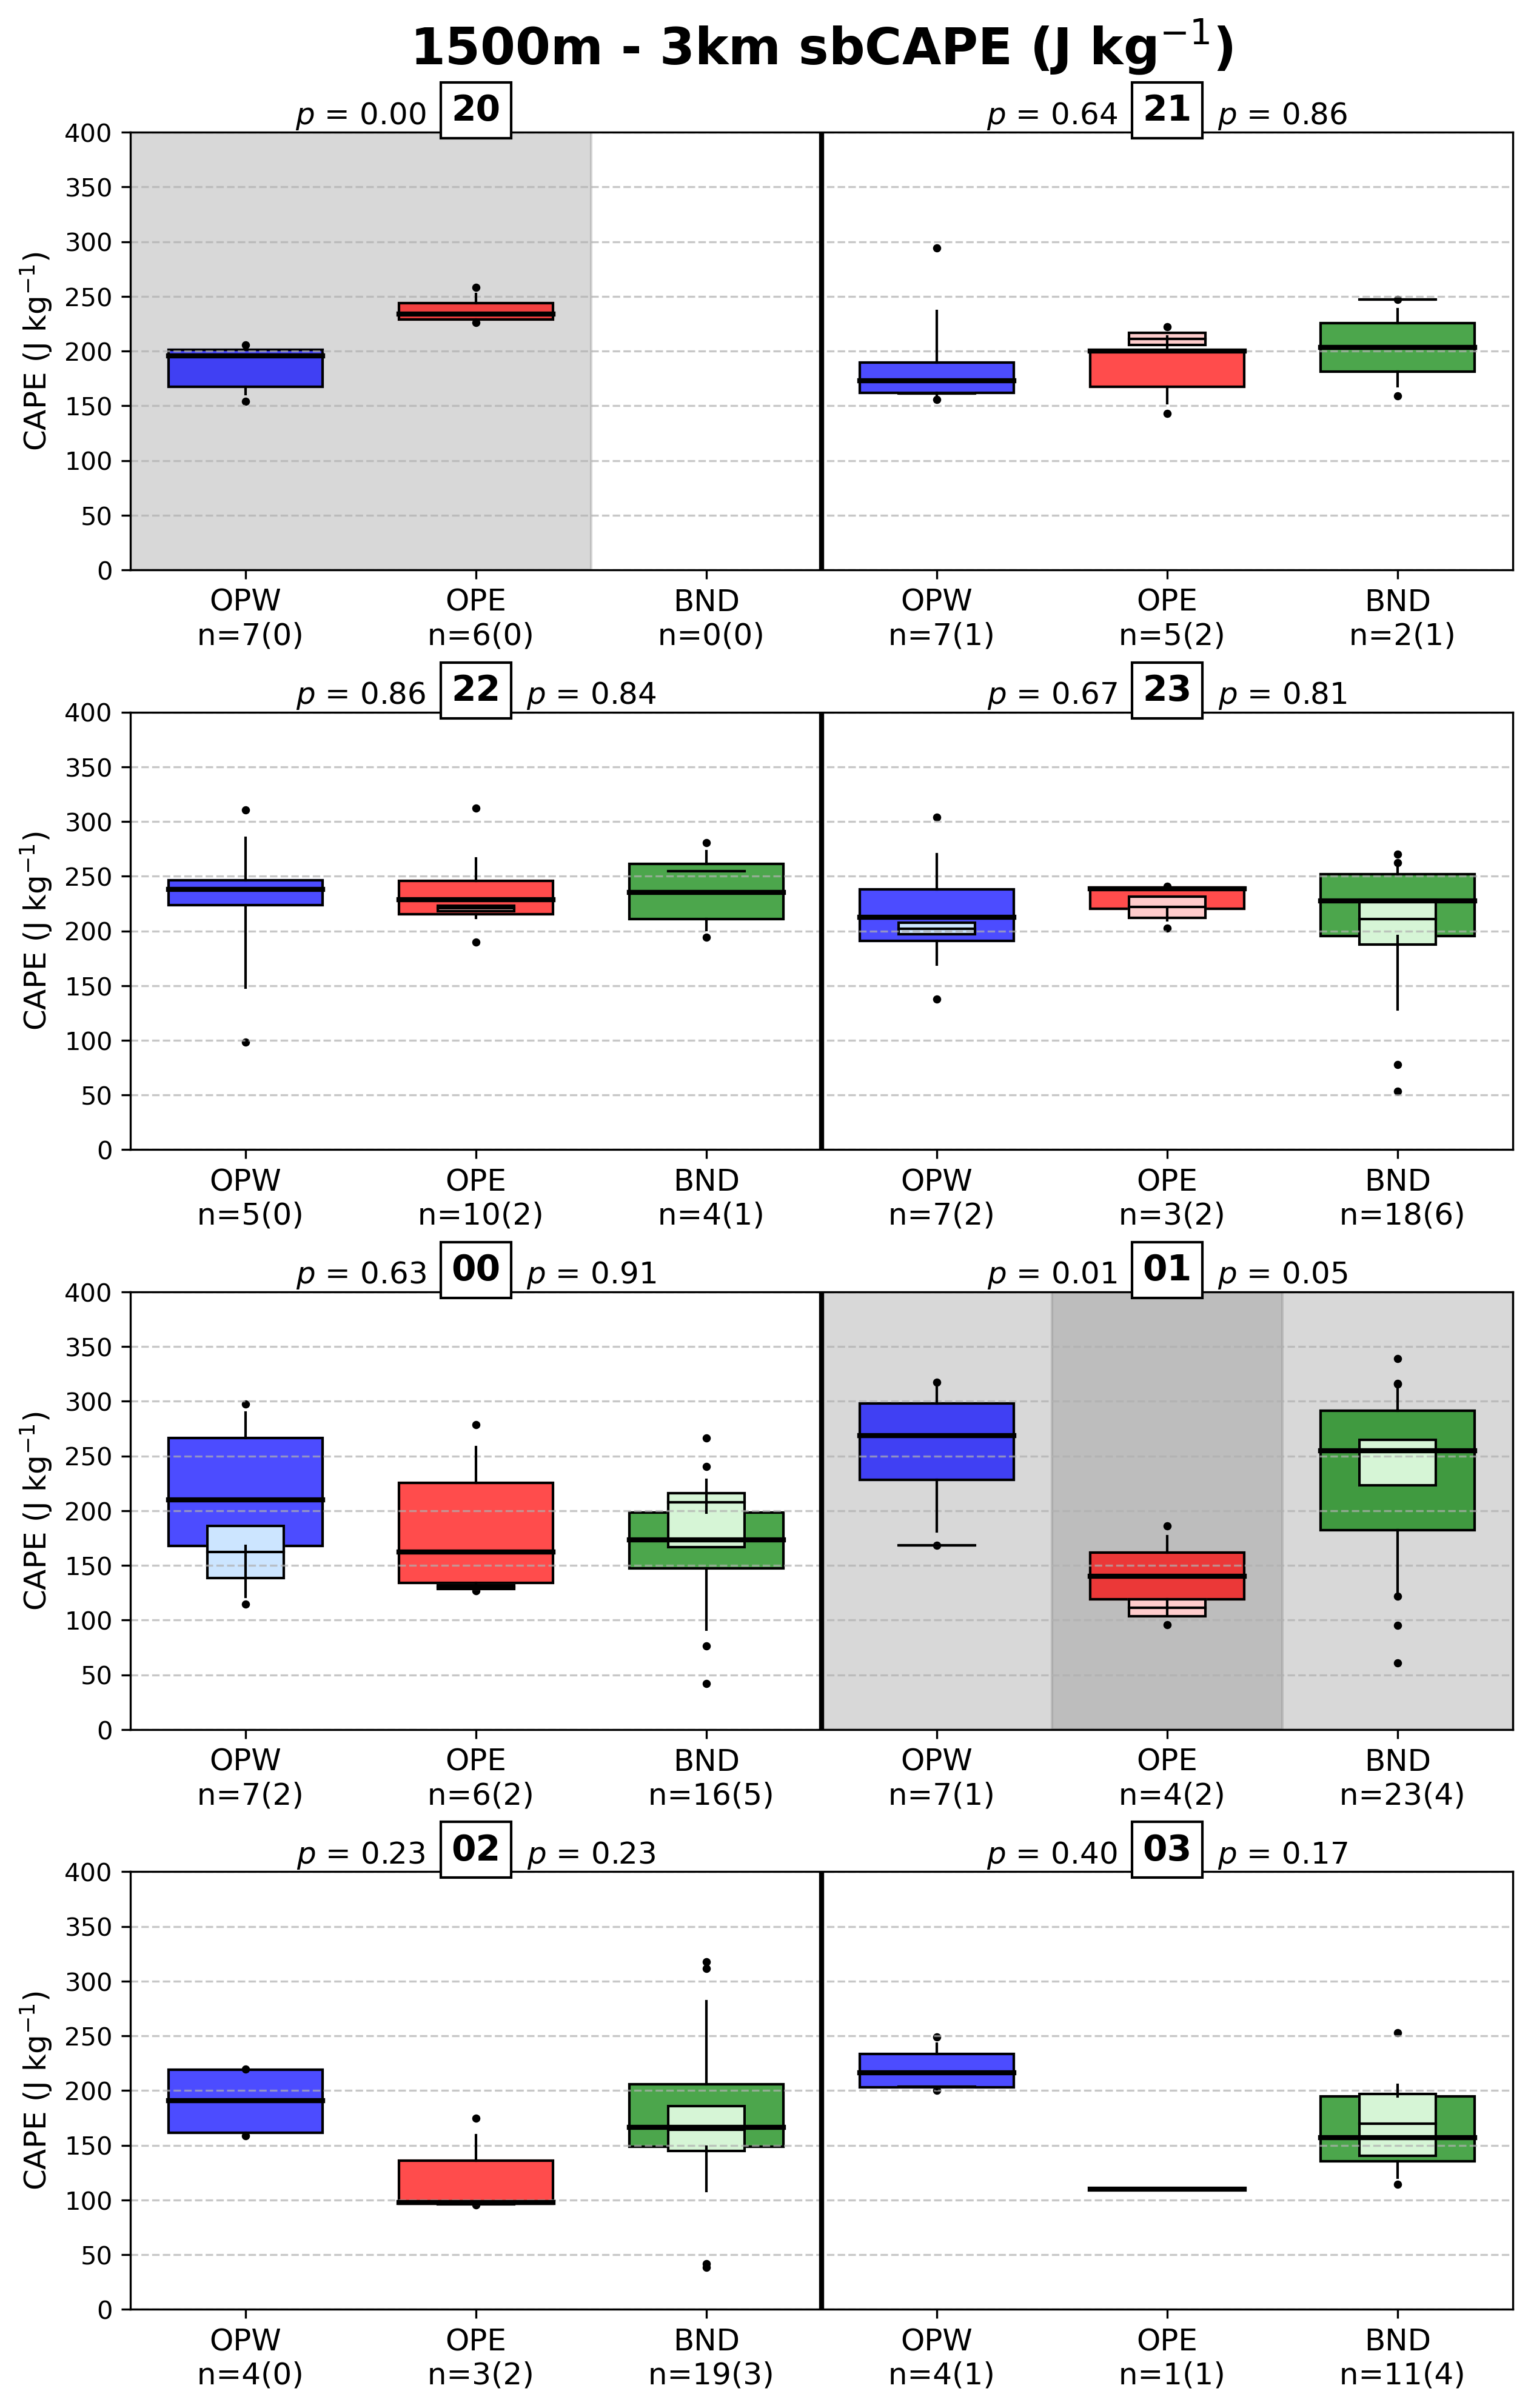 1500m - 3km sbCAPE (J kg⁻¹)
p = 0.00 20
p = 0.64 21 p = 0.86
CAPE (J kg⁻¹)
400
350
300
250
200
150
100
50
0
OPW OPE BND OPW OPE BND
n=7(0) n=6(0) n=0(0) n=7(1) n=5(2) n=2(1)
p = 0.86 22 p = 0.84
p = 0.67 23 p = 0.81
CAPE (J kg⁻¹)
400
350
300
250
200
150
100
50
0
OPW OPE BND OPW OPE BND
n=5(0) n=10(2) n=4(1) n=7(2) n=3(2) n=18(6)
p = 0.63 00 p = 0.91
p = 0.01 01 p = 0.05
CAPE (J kg⁻¹)
400
350
300
250
200
150
100
50
0
OPW OPE BND OPW OPE BND
n=7(2) n=6(2) n=16(5) n=7(1) n=4(2) n=23(4)
p = 0.23 02 p = 0.23
p = 0.40 03 p = 0.17
CAPE (J kg⁻¹)
400
350
300
250
200
150
100
50
0
OPW OPE BND OPW OPE BND
n=4(0) n=3(2) n=19(3) n=4(1) n=1(1) n=11(4)